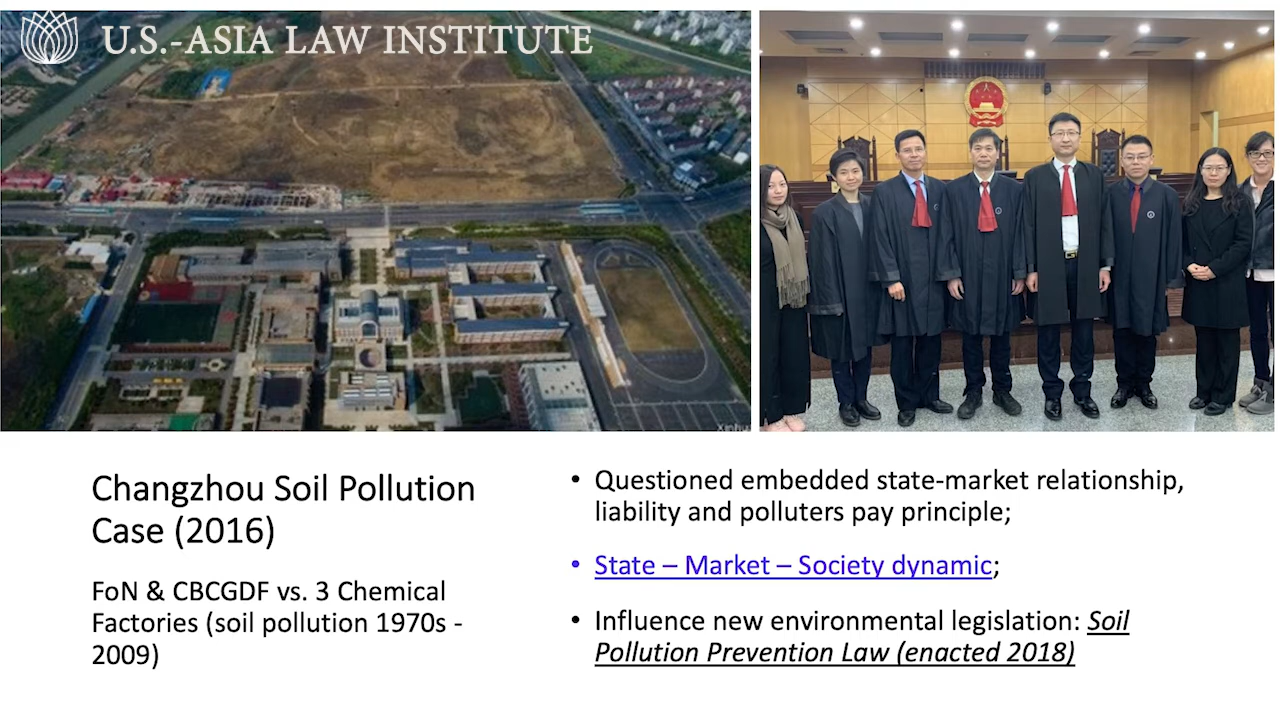 U.S.-ASIA LAW INSTITUTE
Xinhua
Changzhou Soil Pollution
Case (2016)
FoN & CBCGDF vs. 3 Chemical
Factories (soil pollution 1970s -
2009)
• Questioned embedded state-market relationship,
liability and polluters pay principle;
• State – Market – Society dynamic;
• Influence new environmental legislation: Soil
Pollution Prevention Law (enacted 2018)